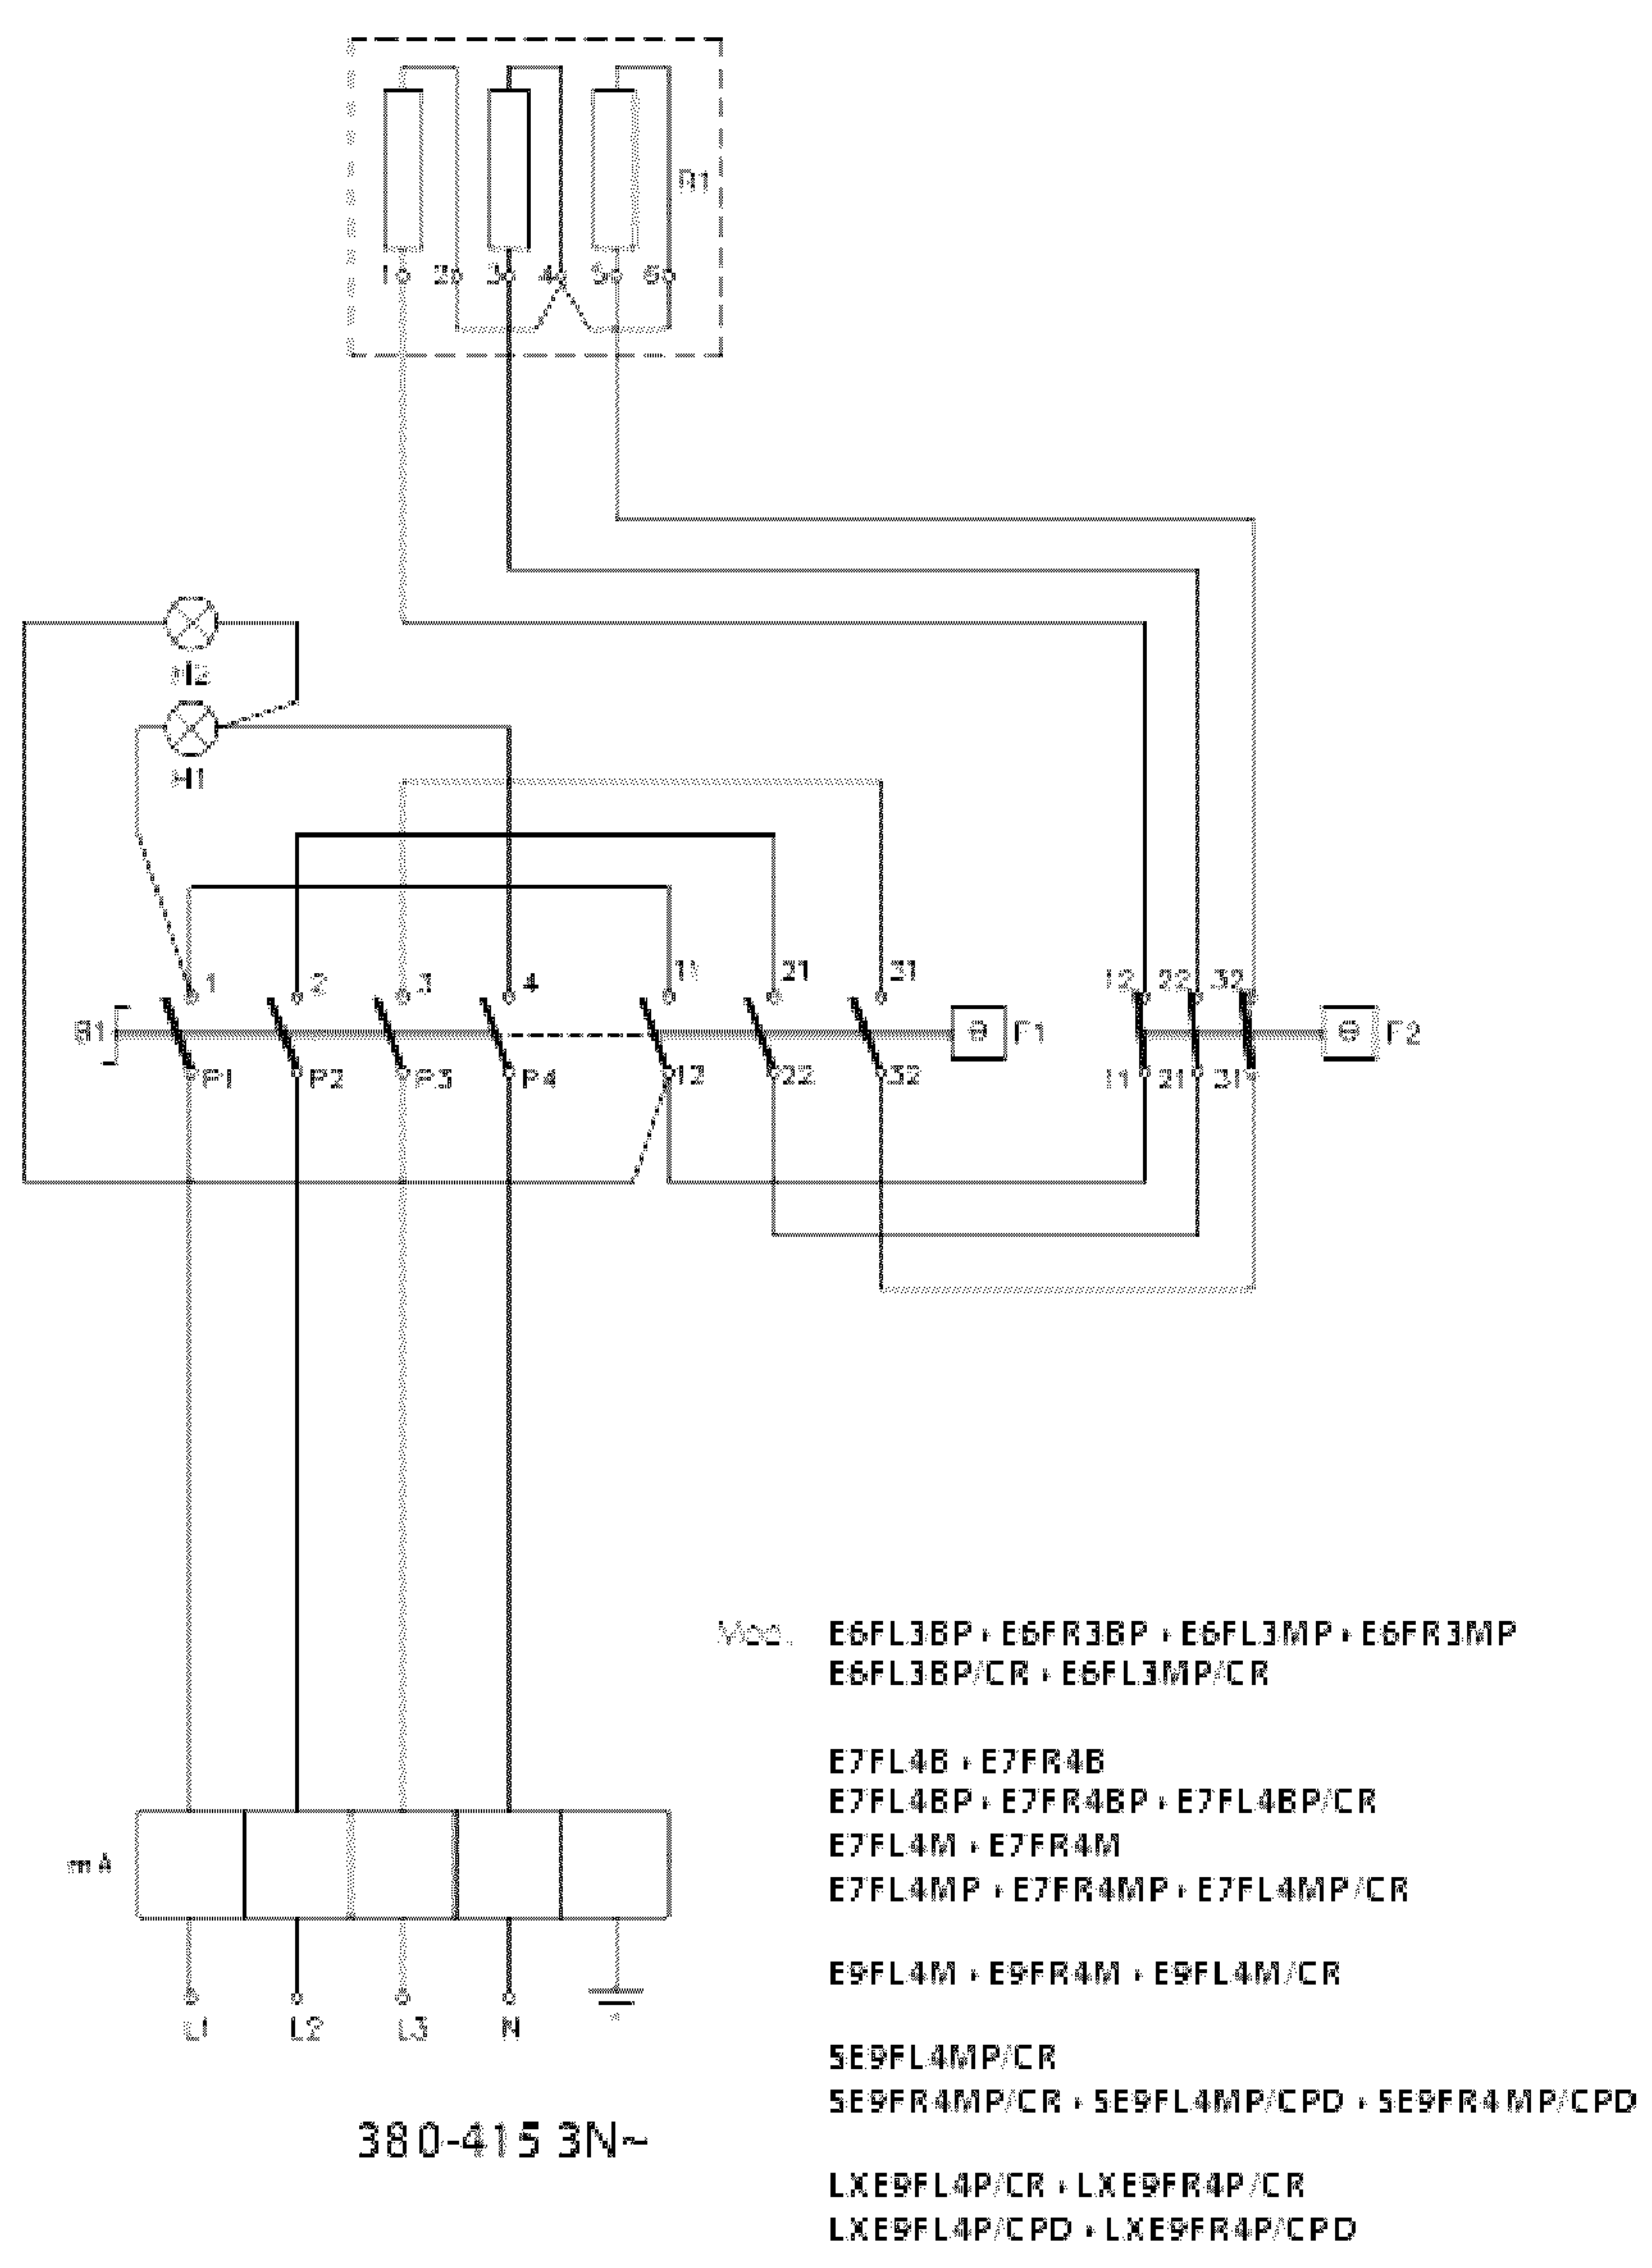 R1
1 2 3 4 5 6
H2
H1
1 2 3 4 11 21 31 12 22 32
F1 F2
P1 P2 P3 P4 12 22 32 11 21 31
Mod. E6FL3BP, E6FR3BP, E6FL3MP, E6FR3MP
E6FL3BP/CR, E6FL3MP/CR
E7FL4B, E7FR4B
E7FL4BP, E7FR4BP, E7FL4BP/CR
E7FL4M, E7FR4M
mA
E7FL4MP, E7FR4MP, E7FL4MP/CR
E9FL4M, E9FR4M, E9FL4M/CR
L1 L2 L3 N
SE9FL4MP/CR
SE9FR4MP/CR, SE9FL4MP/CPD, SE9FR4MP/CPD
380-415 3N~
LXE9FL4P/CR, LXE9FR4P/CR
LXE9FL4P/CPD, LXE9FR4P/CPD